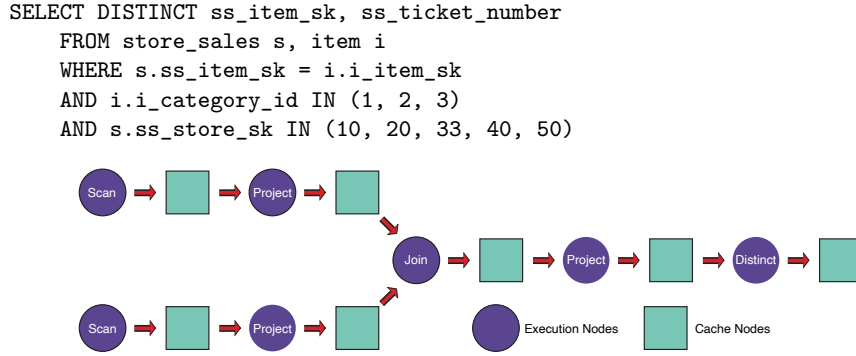 SELECT DISTINCT ss_item_sk, ss_ticket_number
FROM store_sales s, item i
WHERE s.ss_item_sk = i.i_item_sk
AND i.i_category_id IN (1, 2, 3)
AND s.ss_store_sk IN (10, 20, 33, 40, 50)
Scan
Project
Join
Project
Distinct
Scan
Project
Execution Nodes
Cache Nodes